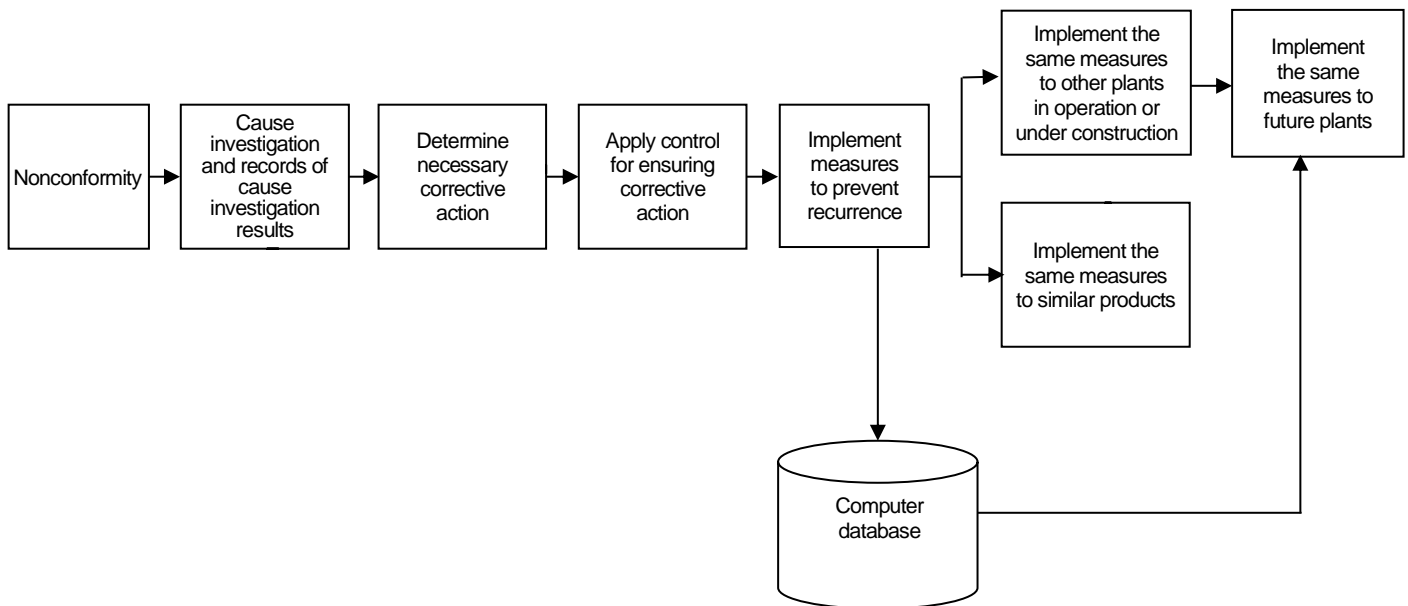 Nonconformity
Cause
investigation
and records of
cause
investigation
results
Determine
necessary
corrective
action
Apply control
for ensuring
corrective
action
Implement
measures
to prevent
recurrence
Implement the
same measures
to other plants
in operation or
under construction
Implement
the same
measures to
future plants
Implement the
same measures
to similar products
Computer
database